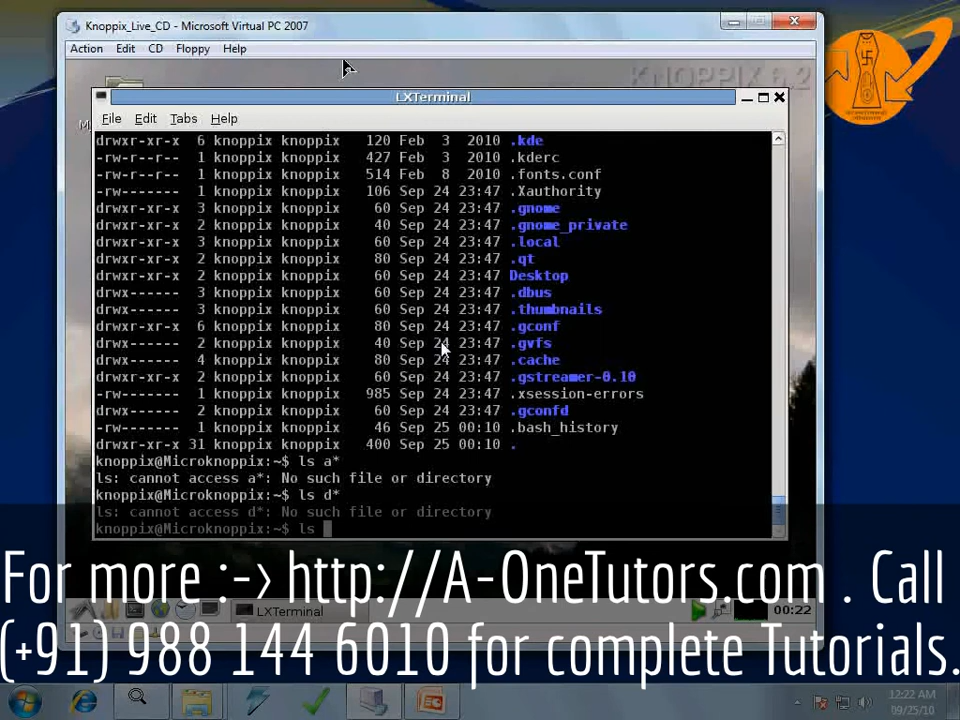 Knoppix_Live_CD - Microsoft Virtual PC 2007
Action Edit CD Floppy Help
KNOPPIX 6.2
LXTerminal
File Edit Tabs Help
drwxr-xr-x 6 knoppix knoppix 120 Feb 3 2010 .kde
-rw-r--r-- 1 knoppix knoppix 427 Feb 3 2010 .kderc
-rw-r--r-- 1 knoppix knoppix 514 Feb 8 2010 .fonts.conf
-rw------- 1 knoppix knoppix 106 Sep 24 23:47 .Xauthority
drwxr-xr-x 3 knoppix knoppix 60 Sep 24 23:47 .gnome
drwxr-xr-x 2 knoppix knoppix 40 Sep 24 23:47 .gnome_private
drwxr-xr-x 3 knoppix knoppix 60 Sep 24 23:47 .local
drwxr-xr-x 2 knoppix knoppix 80 Sep 24 23:47 .qt
drwxr-xr-x 2 knoppix knoppix 60 Sep 24 23:47 Desktop
drwx------ 3 knoppix knoppix 60 Sep 24 23:47 .dbus
drwx------ 3 knoppix knoppix 60 Sep 24 23:47 .thumbnails
drwxr-xr-x 6 knoppix knoppix 80 Sep 24 23:47 .gconf
drwx------ 2 knoppix knoppix 40 Sep 24 23:47 .gvfs
drwx------ 4 knoppix knoppix 80 Sep 24 23:47 .cache
drwxr-xr-x 2 knoppix knoppix 60 Sep 24 23:47 .gstreamer-0.10
-rw------- 1 knoppix knoppix 985 Sep 24 23:47 .xsession-errors
drwx------ 2 knoppix knoppix 60 Sep 24 23:47 .gconfd
-rw------- 1 knoppix knoppix 46 Sep 25 00:10 .bash_history
drwxr-xr-x 31 knoppix knoppix 400 Sep 25 00:10 .
knoppix@Microknoppix:~$ ls a*
ls: cannot access a*: No such file or directory
knoppix@Microknoppix:~$ ls d*
ls: cannot access d*: No such file or directory
knoppix@Microknoppix:~$ ls
For more :-> http://A-OneTutors.com . Call
LXTerminal 00:22
(+91) 988 144 6010 for complete Tutorials.
12:22 AM
09/25/10